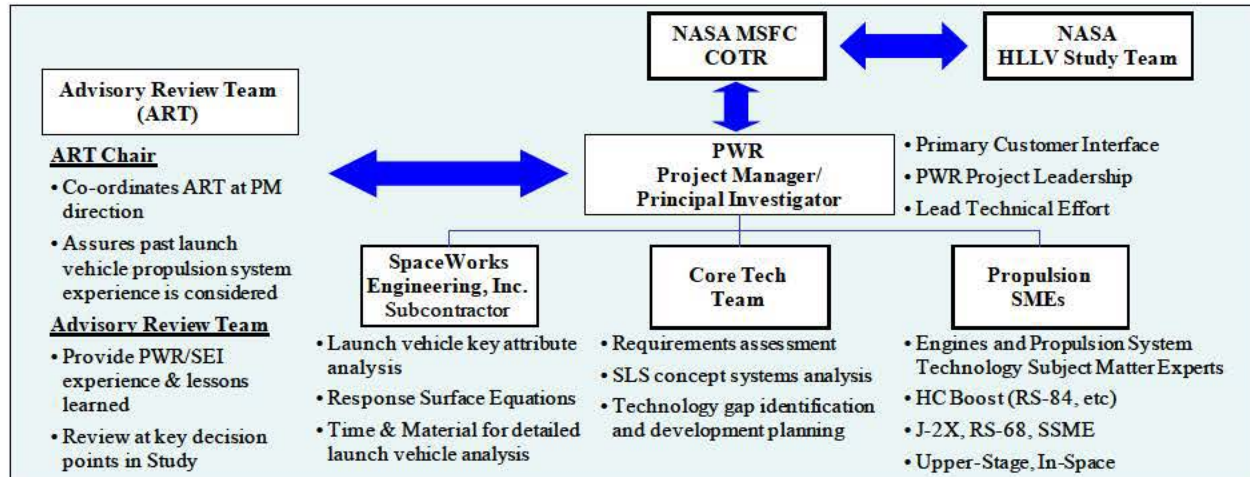 NASA MSFC
COTR
NASA
HLLV Study Team
Advisory Review Team
(ART)
ART Chair
• Co-ordinates ART at PM
direction
• Assures past launch
vehicle propulsion system
experience is considered
Advisory Review Team
• Provide PWR/SEI
experience & lessons
learned
• Review at key decision
points in Study
PWR
Project Manager/
Principal Investigator
• Primary Customer Interface
• PWR Project Leadership
• Lead Technical Effort
SpaceWorks
Engineering, Inc.
Subcontractor
• Launch vehicle key attribute
analysis
• Response Surface Equations
• Time & Material for detailed
launch vehicle analysis
Core Tech
Team
• Requirements assessment
• SLS concept systems analysis
• Technology gap identification
and development planning
Propulsion
SMEs
• Engines and Propulsion System
Technology Subject Matter Experts
• HC Boost (RS-84, etc)
• J-2X, RS-68, SSME
• Upper-Stage, In-Space